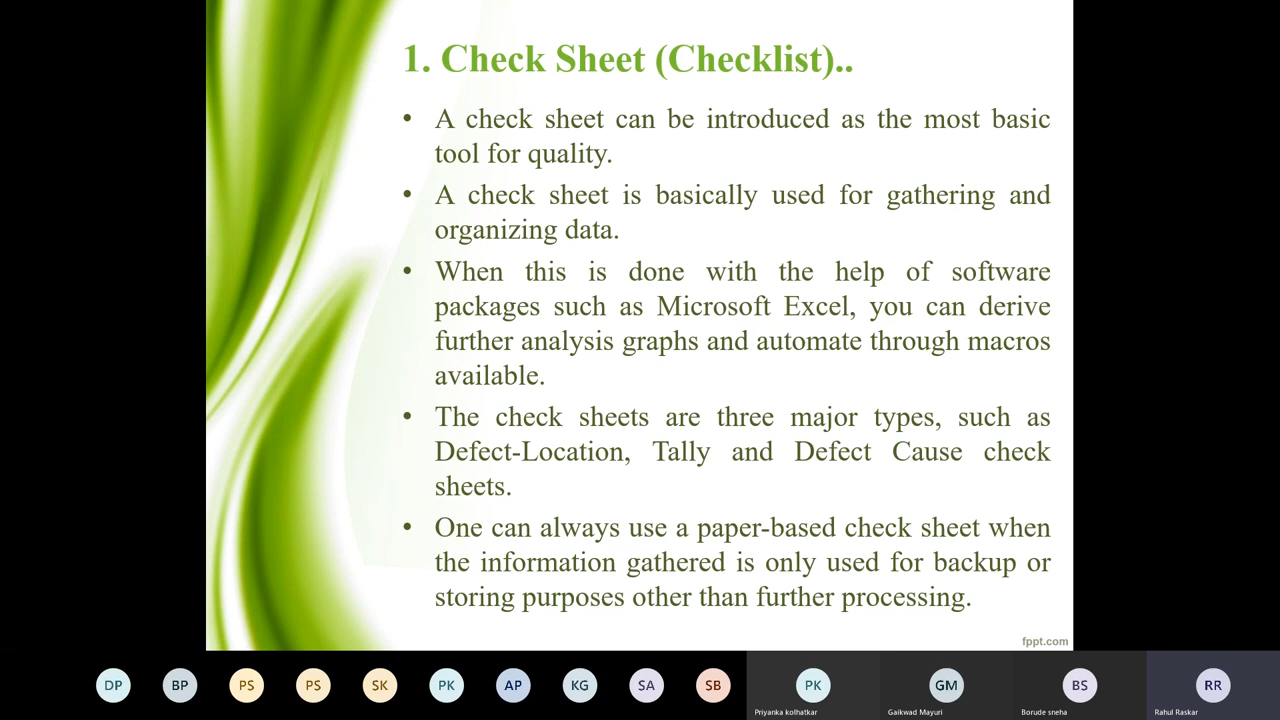 1. Check Sheet (Checklist)..
• A check sheet can be introduced as the most basic
tool for quality.
• A check sheet is basically used for gathering and
organizing data.
• When this is done with the help of software
packages such as Microsoft Excel, you can derive
further analysis graphs and automate through macros
available.
• The check sheets are three major types, such as
Defect-Location, Tally and Defect Cause check
sheets.
• One can always use a paper-based check sheet when
the information gathered is only used for backup or
storing purposes other than further processing.
fppt.com
DP BP PS PS SK PK AP KG SA SB PK GM BS RR
Priyanka kolhatkar Gaikwad Mayuri Borude sneha Rahul Raskar